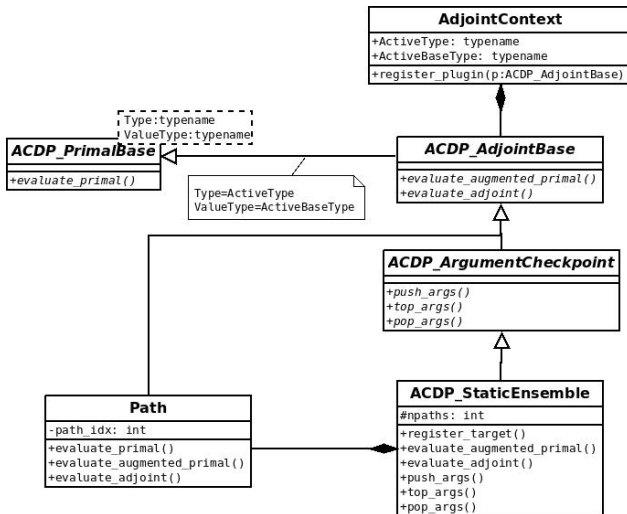 AdjointContext
+ActiveType: typename
+ActiveBaseType: typename
+register_plugin(p:ACDP_AdjointBase)
Type:typename
ValueType:typename
ACDP_PrimalBase
+evaluate_primal()
ACDP_AdjointBase
+evaluate_augmented_primal()
+evaluate_adjoint()
Type=ActiveType
ValueType=ActiveBaseType
ACDP_ArgumentCheckpoint
+push_args()
+top_args()
+pop_args()
Path
-path_idx: int
+evaluate_primal()
+evaluate_augmented_primal()
+evaluate_adjoint()
ACDP_StaticEnsemble
#npaths: int
+register_target()
+evaluate_augmented_primal()
+evaluate_adjoint()
+push_args()
+top_args()
+pop_args()